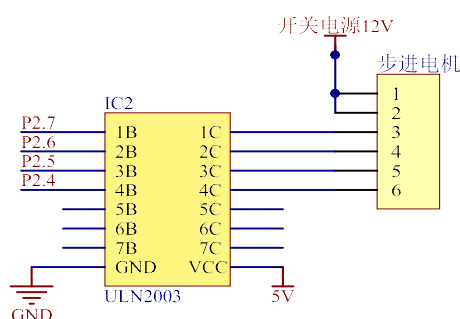 开关电源12V
步进电机
IC2
P2.7 1B 1C 1
P2.6 2B 2C 2
P2.5 3B 3C 3
P2.4 4B 4C 4
5B 5C 5
6B 6C 6
7B 7C
GND VCC
ULN2003 5V
GND